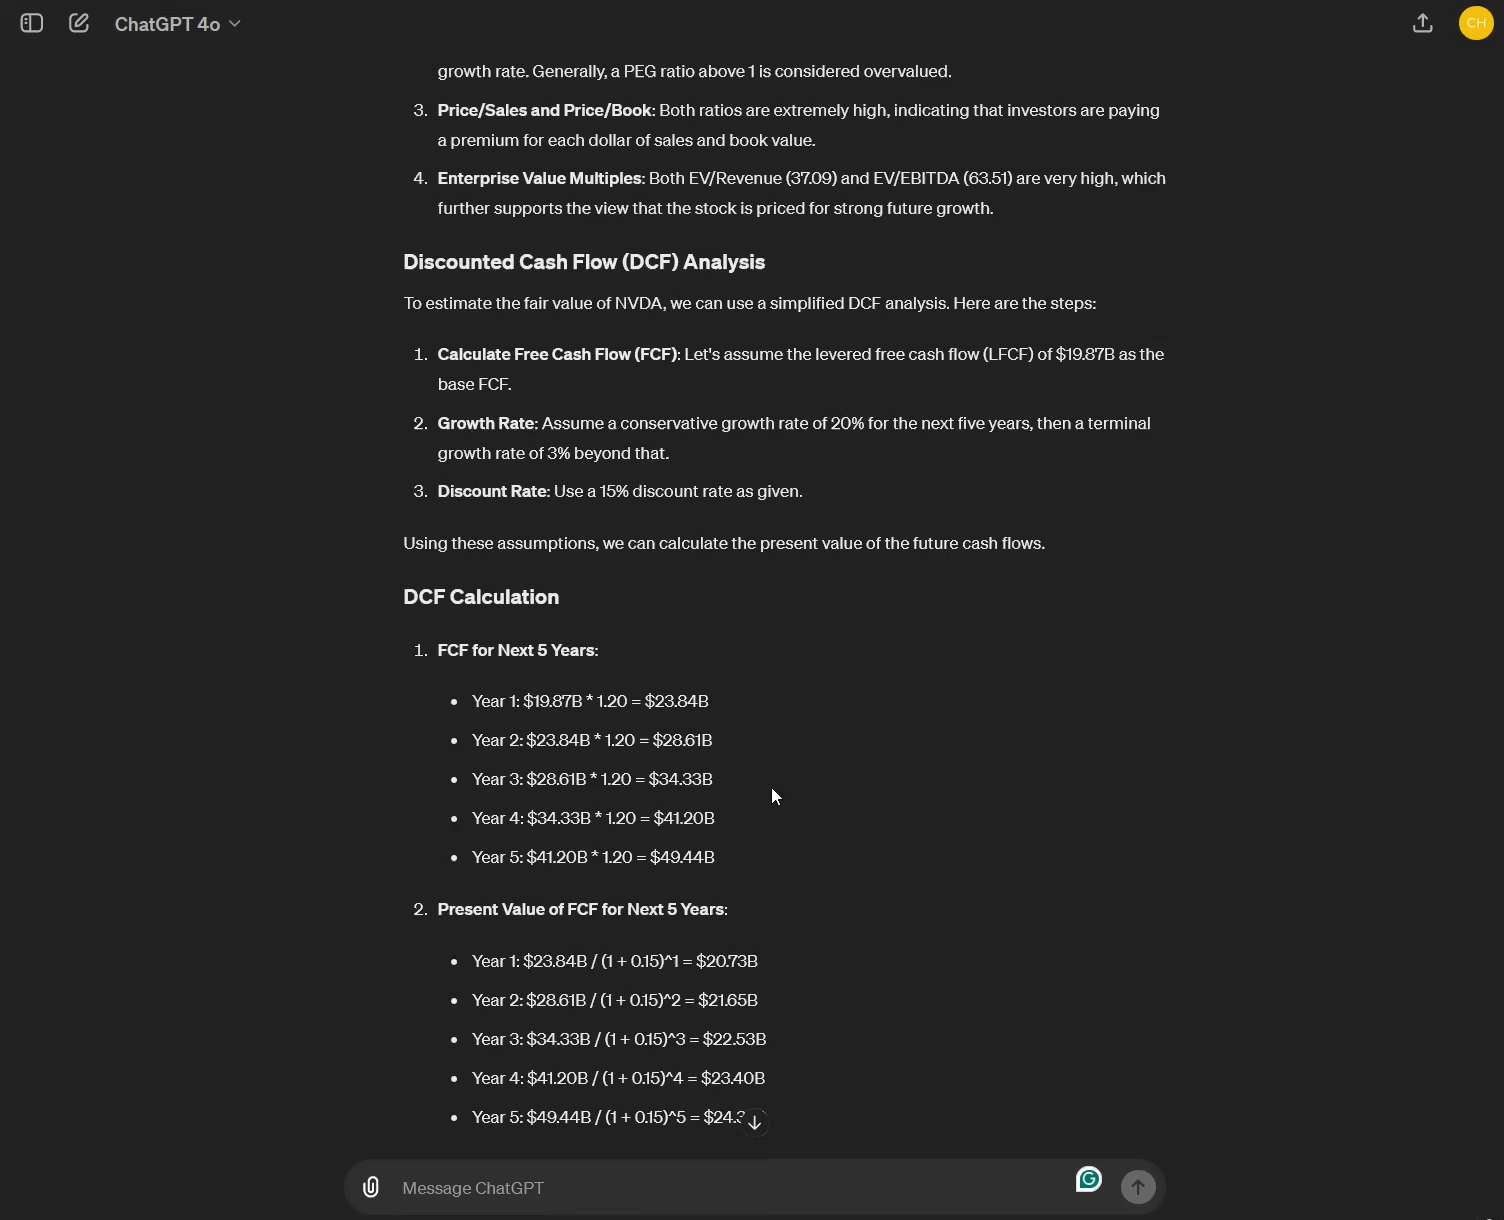 ChatGPT 4o
CH
growth rate. Generally, a PEG ratio above 1 is considered overvalued.
3. Price/Sales and Price/Book: Both ratios are extremely high, indicating that investors are paying
a premium for each dollar of sales and book value.
4. Enterprise Value Multiples: Both EV/Revenue (37.09) and EV/EBITDA (63.51) are very high, which
further supports the view that the stock is priced for strong future growth.
Discounted Cash Flow (DCF) Analysis
To estimate the fair value of NVDA, we can use a simplified DCF analysis. Here are the steps:
1. Calculate Free Cash Flow (FCF): Let's assume the levered free cash flow (LFCF) of $19.87B as the
base FCF.
2. Growth Rate: Assume a conservative growth rate of 20% for the next five years, then a terminal
growth rate of 3% beyond that.
3. Discount Rate: Use a 15% discount rate as given.
Using these assumptions, we can calculate the present value of the future cash flows.
DCF Calculation
1. FCF for Next 5 Years:
• Year 1: $19.87B * 1.20 = $23.84B
• Year 2: $23.84B * 1.20 = $28.61B
• Year 3: $28.61B * 1.20 = $34.33B
• Year 4: $34.33B * 1.20 = $41.20B
• Year 5: $41.20B * 1.20 = $49.44B
2. Present Value of FCF for Next 5 Years:
• Year 1: $23.84B / (1 + 0.15)^1 = $20.73B
• Year 2: $28.61B / (1 + 0.15)^2 = $21.65B
• Year 3: $34.33B / (1 + 0.15)^3 = $22.53B
• Year 4: $41.20B / (1 + 0.15)^4 = $23.40B
• Year 5: $49.44B / (1 + 0.15)^5 =
Message ChatGPT
G